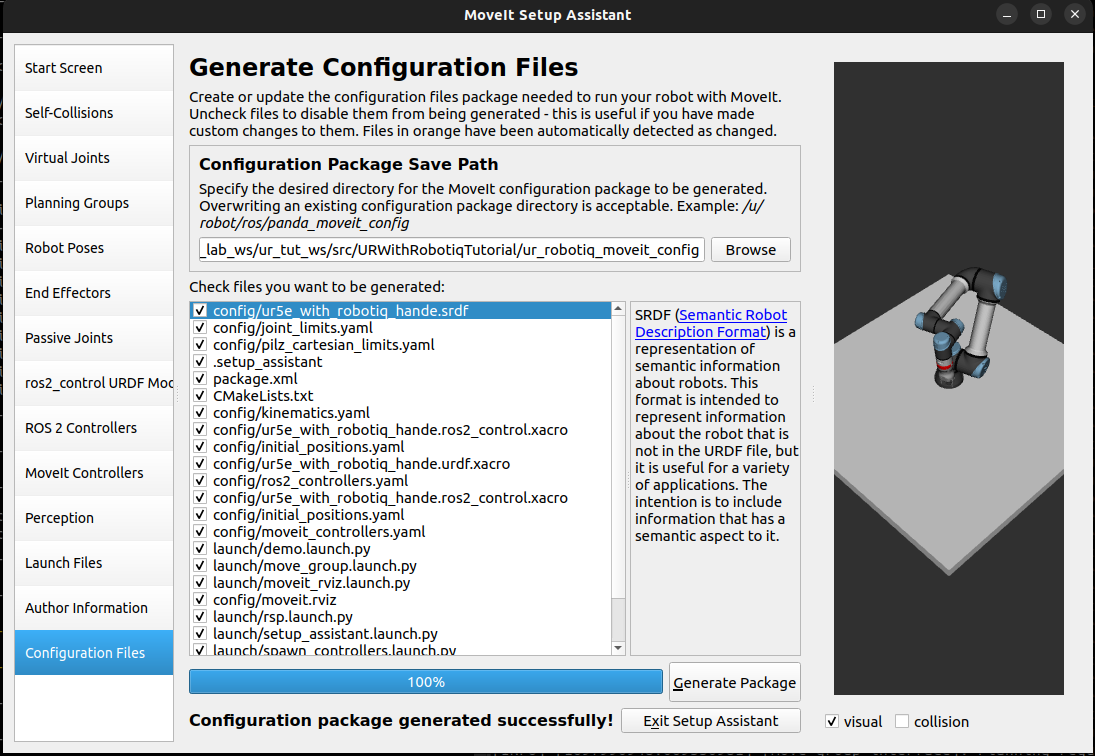 MoveIt Setup Assistant
Start Screen
Self-Collisions
Virtual Joints
Planning Groups
Robot Poses
End Effectors
Passive Joints
ros2_control URDF Mod
ROS 2 Controllers
MoveIt Controllers
Perception
Launch Files
Author Information
Configuration Files
Generate Configuration Files
Create or update the configuration files package needed to run your robot with MoveIt.
Uncheck files to disable them from being generated - this is useful if you have made
custom changes to them. Files in orange have been automatically detected as changed.
Configuration Package Save Path
Specify the desired directory for the MoveIt configuration package to be generated.
Overwriting an existing configuration package directory is acceptable. Example: /u/
robot/ros/panda_moveit_config
_lab_ws/ur_tut_ws/src/URWithRobotiqTutorial/ur_robotiq_moveit_config
Browse
Check files you want to be generated:
config/ur5e_with_robotiq_hande.srdf
config/joint_limits.yaml
config/pilz_cartesian_limits.yaml
.setup_assistant
package.xml
CMakeLists.txt
config/kinematics.yaml
config/ur5e_with_robotiq_hande.ros2_control.xacro
config/initial_positions.yaml
config/ur5e_with_robotiq_hande.urdf.xacro
config/ros2_controllers.yaml
config/ur5e_with_robotiq_hande.ros2_control.xacro
config/initial_positions.yaml
config/moveit_controllers.yaml
launch/demo.launch.py
launch/move_group.launch.py
launch/moveit_rviz.launch.py
config/moveit.rviz
launch/rsp.launch.py
launch/setup_assistant.launch.py
launch/spawn_controllers.launch.py
SRDF (Semantic Robot
Description Format) is a
representation of
semantic information
about robots. This
format is intended to
represent information
about the robot that is
not in the URDF file, but
it is useful for a variety
of applications. The
intention is to include
information that has a
semantic aspect to it.
100%
Generate Package
Configuration package generated successfully!
Exit Setup Assistant
visual
collision